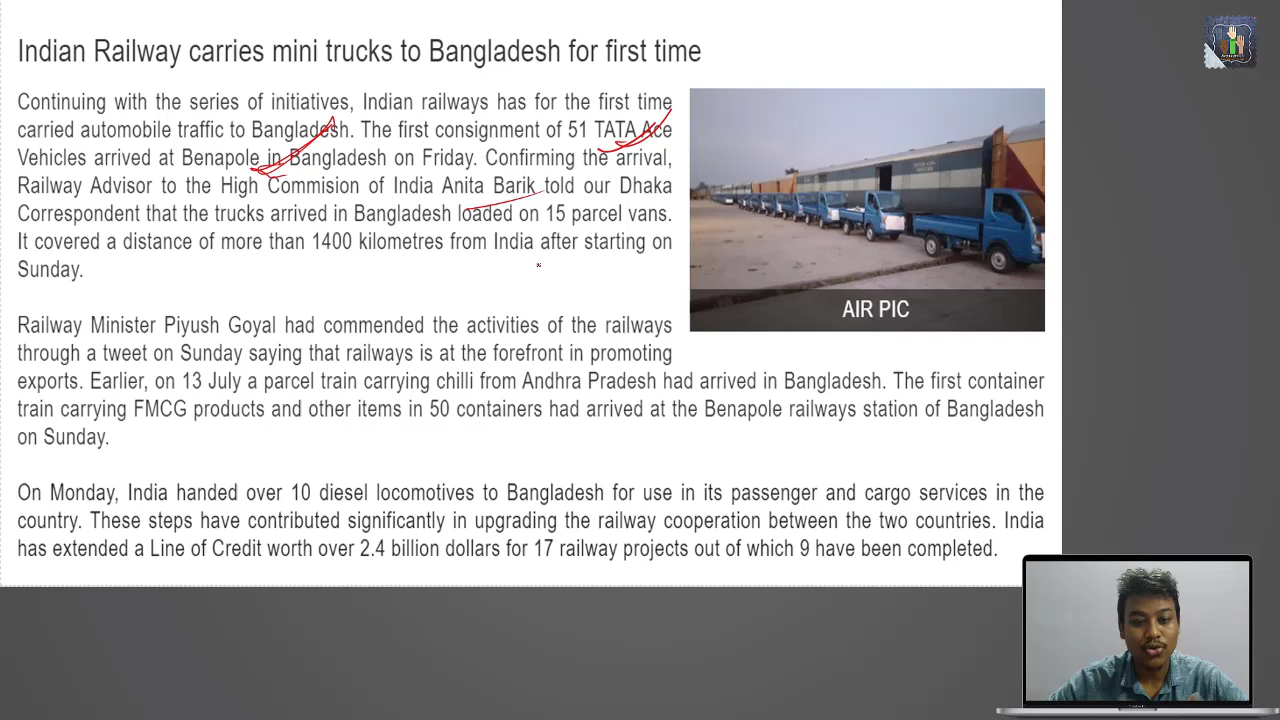 Indian Railway carries mini trucks to Bangladesh for first time
Continuing with the series of initiatives, Indian railways has for the first time
carried automobile traffic to Bangladesh. The first consignment of 51 TATA Ace
Vehicles arrived at Benapole in Bangladesh on Friday. Confirming the arrival,
Railway Advisor to the High Commision of India Anita Barik told our Dhaka
Correspondent that the trucks arrived in Bangladesh loaded on 15 parcel vans.
It covered a distance of more than 1400 kilometres from India after starting on
Sunday.
AIR PIC
Railway Minister Piyush Goyal had commended the activities of the railways
through a tweet on Sunday saying that railways is at the forefront in promoting
exports. Earlier, on 13 July a parcel train carrying chilli from Andhra Pradesh had arrived in Bangladesh. The first container
train carrying FMCG products and other items in 50 containers had arrived at the Benapole railways station of Bangladesh
on Sunday.
On Monday, India handed over 10 diesel locomotives to Bangladesh for use in its passenger and cargo services in the
country. These steps have contributed significantly in upgrading the railway cooperation between the two countries. India
has extended a Line of Credit worth over 2.4 billion dollars for 17 railway projects out of which 9 have been completed.